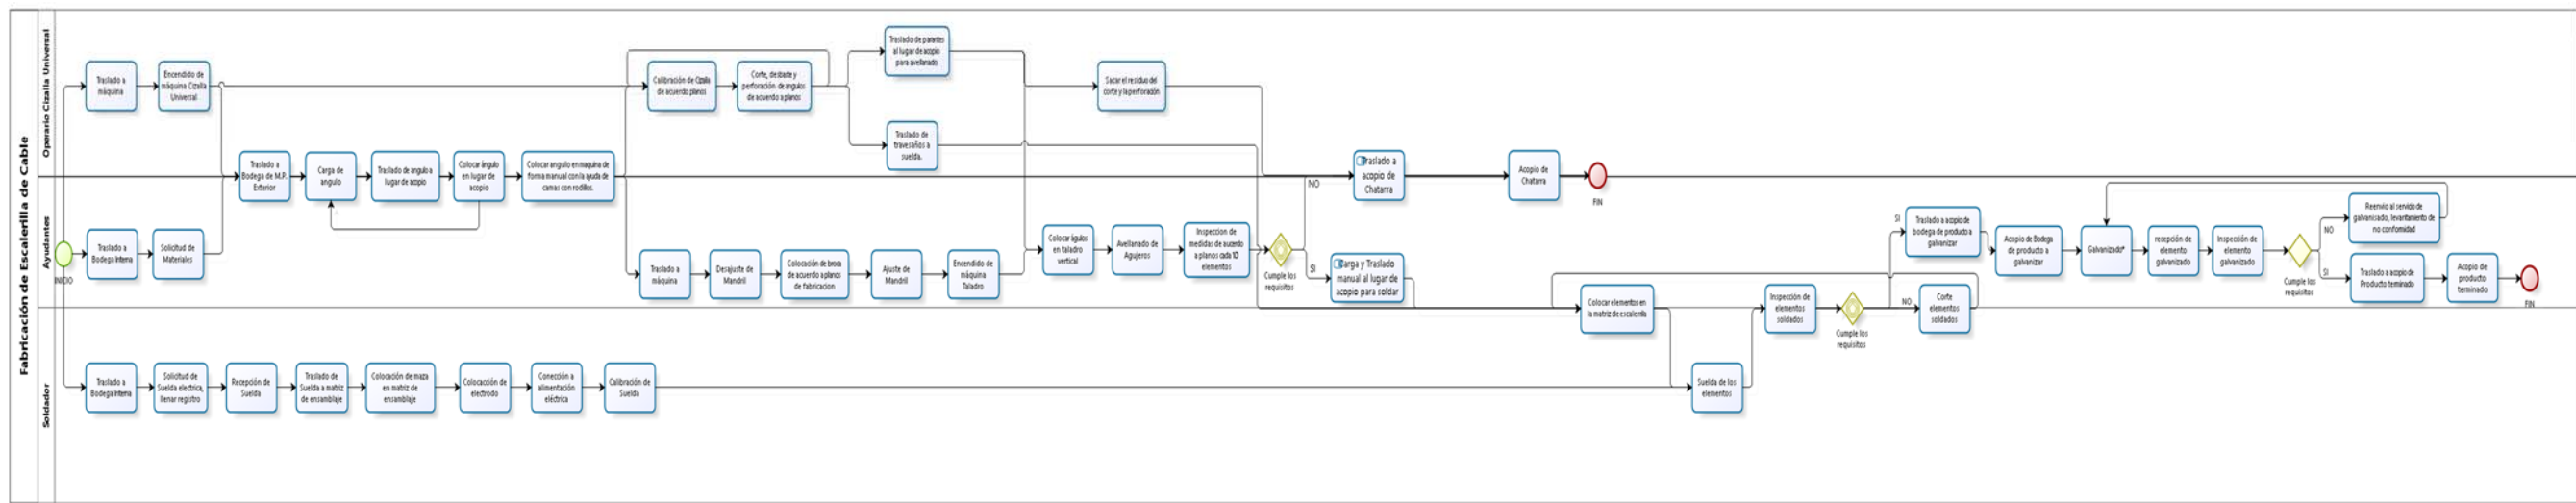 Fabricación de Escalerilla de Cable
Operario Cizalla Universal
Traslado a
máquina
Encendido de
máquina Cizalla
Universal
Calibración de Cizalla
de acuerdo planos
Corte, desbaste y
perforación de angulos
de acuerdo a planos
Traslado de parantes
al lugar de acopio
para avellanado
Traslado de
travesaños a
suelda.
Sacar el residuo del
corte y la perforación
Traslado a
Bodega de M.P.
Exterior
Carga de
angulo
Traslado de angulo a
lugar de acopio
Colocar ángulo
en lugar de
acopio
Colocar angulo en maquina de
forma manual con la ayuda de
camas con rodillos.
Traslado a
acopio de
Chatarra
Acopio de
Chatarra
FIN
Ayudantes
INICIO
Traslado a
Bodega Interna
Solicitud de
Materiales
Traslado a
máquina
Desajuste de
Mandril
Colocación de broca
de acuerdo a planos
de fabricacion
Ajuste de
Mandril
Encendido de
máquina
Taladro
Colocar águlos
en taladro
vertical
Avellanado de
Agujeros
Inspeccion de
medidas de aucerdo
a planos cada 10
elementos
Cumple los
requisitos
NO
SI
Carga y Traslado
manual al lugar de
acopio para soldar
Colocar elementos en
la matriz de escalerilla
Inspección de
elementos
soldados
Cumple los
requisitos
SI
NO
Corte
elementos
soldados
Traslado a acopio de
bodega de producto a
galvanizar
Acopio de Bodega
de producto a
galvanizar
Galvanizado*
recepción de
elemento
galvanizado
Inspección de
elemento
galvanizado
Cumple los
requisitos
NO
SI
Reenvio al servido de
galvanisado, levantamiento de
no confomidad
Traslado a acopio de
Producto terminado
Acopio de
producto
terminado
FIN
Soldador
Traslado a
Bodega Interna
Solicitud de
Suelda electrica,
llenar registro
Recepción de
Suelda
Traslado de
Suelda a matriz
de ensamblaje
Colocación de maza
en matriz de
ensamblaje
Colocacción de
electrodo
Conección a
alimentación
eléctrica
Calibración de
Suelda
Suelda de los
elementos